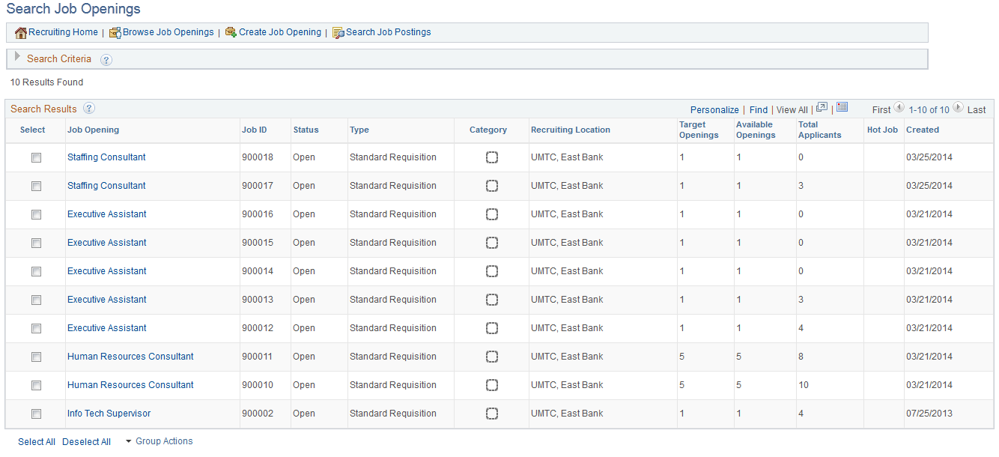 Search Job Openings
Recruiting Home | Browse Job Openings | Create Job Opening | Search Job Postings
Search Criteria ?
10 Results Found
Search Results ? Personalize | Find | View All | | First 1-10 of 10 Last
Select Job Opening Job ID Status Type Category Recruiting Location Target Openings Available Openings Total Applicants Hot Job Created
Staffing Consultant 900018 Open Standard Requisition UMTC, East Bank 1 1 0 03/25/2014
Staffing Consultant 900017 Open Standard Requisition UMTC, East Bank 1 1 3 03/25/2014
Executive Assistant 900016 Open Standard Requisition UMTC, East Bank 1 1 0 03/21/2014
Executive Assistant 900015 Open Standard Requisition UMTC, East Bank 1 1 0 03/21/2014
Executive Assistant 900014 Open Standard Requisition UMTC, East Bank 1 1 0 03/21/2014
Executive Assistant 900013 Open Standard Requisition UMTC, East Bank 1 1 3 03/21/2014
Executive Assistant 900012 Open Standard Requisition UMTC, East Bank 1 1 4 03/21/2014
Human Resources Consultant 900011 Open Standard Requisition UMTC, East Bank 5 5 8 03/21/2014
Human Resources Consultant 900010 Open Standard Requisition UMTC, East Bank 5 5 10 03/21/2014
Info Tech Supervisor 900002 Open Standard Requisition UMTC, East Bank 1 1 4 07/25/2013
Select All Deselect All Group Actions